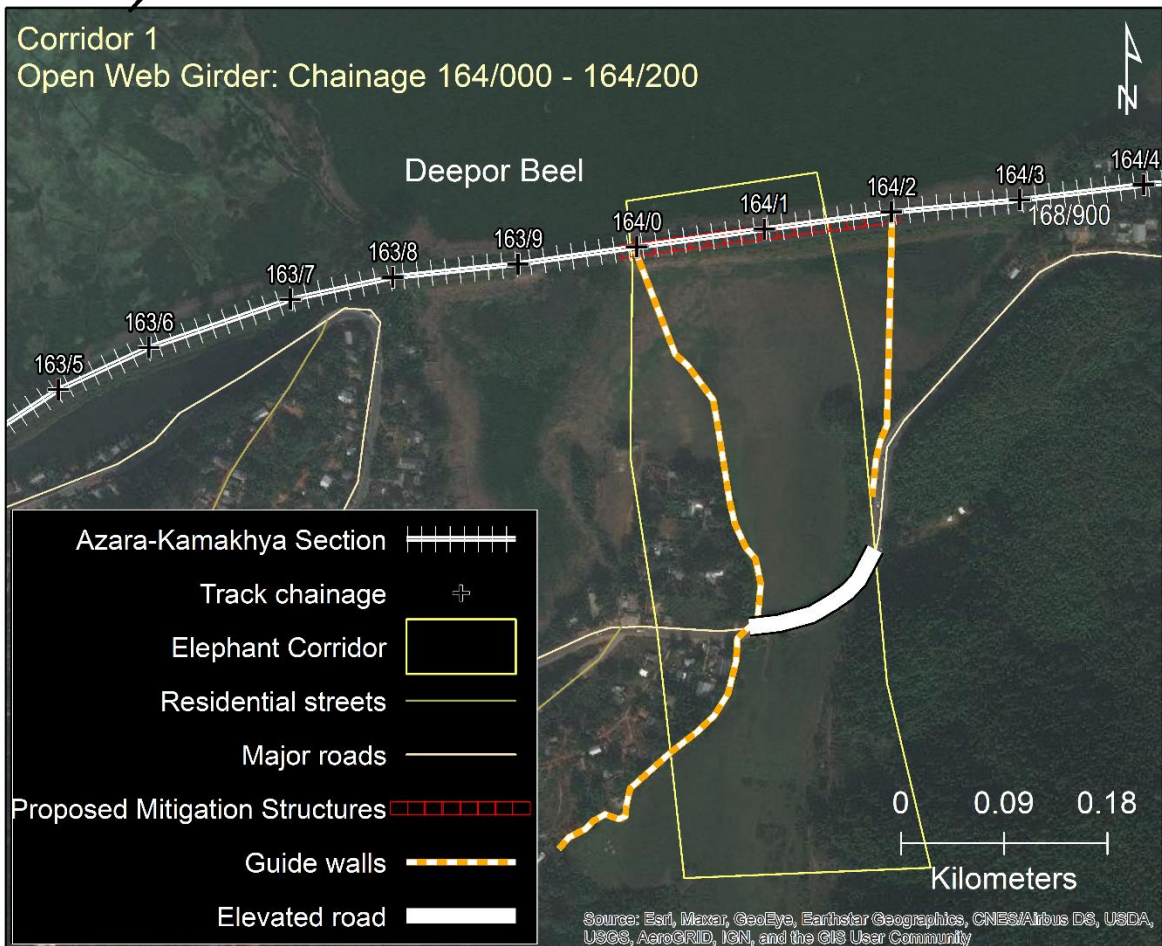 Corridor 1
Open Web Girder: Chainage 164/000 - 164/200
N
Deepor Beel
164/4
164/3
164/2
168/900
164/1
164/0
163/9
163/8
163/7
163/6
163/5
Azara-Kamakhya Section
Track chainage
Elephant Corridor
Residential streets
Major roads
Proposed Mitigation Structures
Guide walls
Elevated road
0 0.09 0.18
Kilometers
Source: Esri, Maxar, GeoEye, Earthstar Geographics, CNES/Airbus DS, USDA,
USGS, AeroGRID, IGN, and the GIS User Community